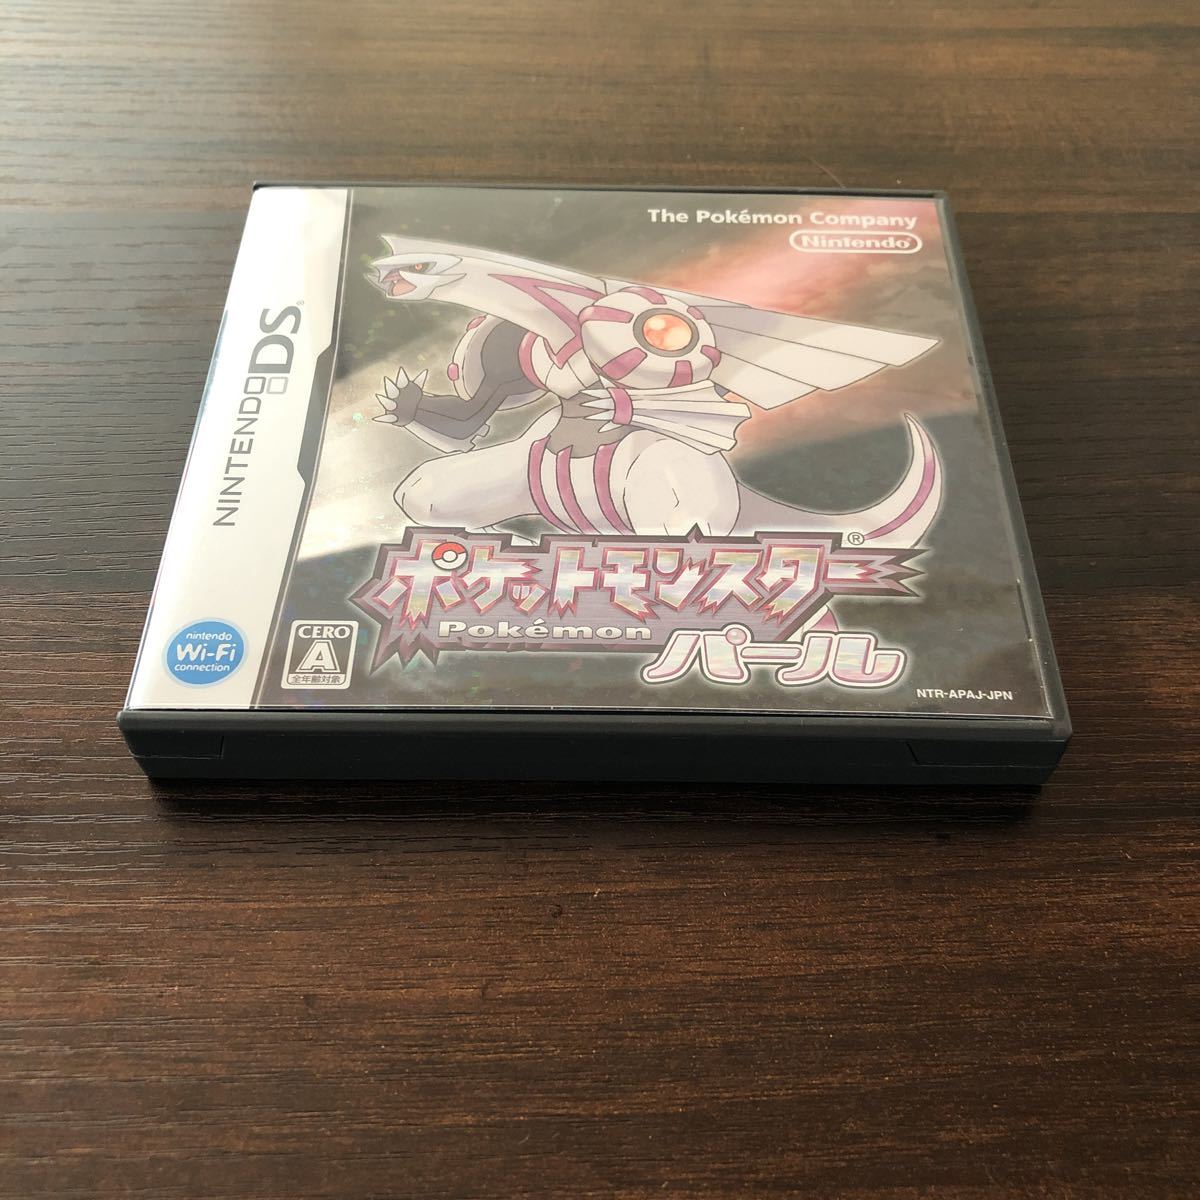 The Pokémon Company
Nintendo
NINTENDO DS®
ポケットモンスター®
Pokémon
パール
nintendo
Wi-Fi
connection
CERO
A
全年齢対象
NTR-APAJ-JPN